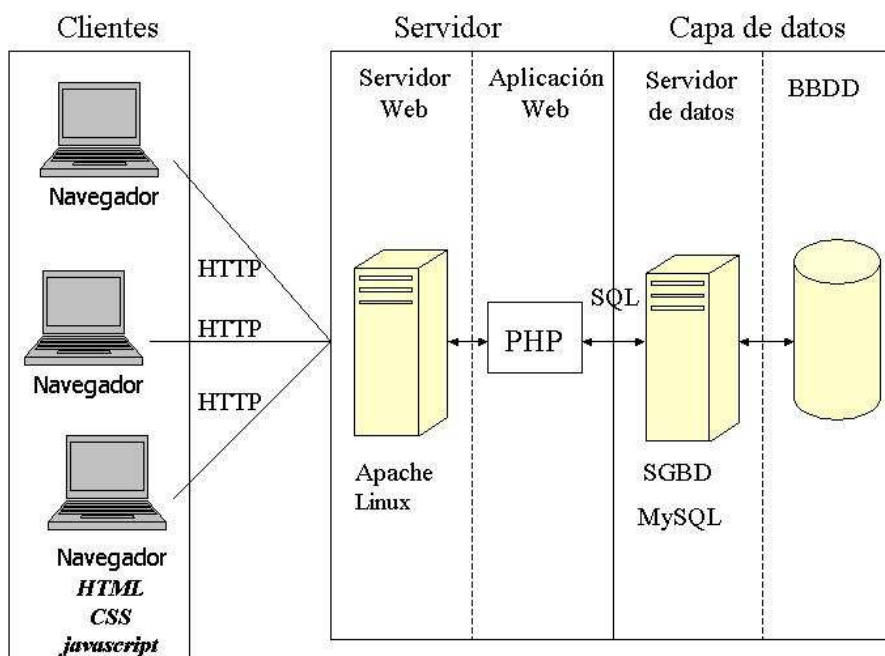 Clientes
Servidor
Capa de datos
Servidor
Web
Aplicación
Web
Servidor
de datos
BBDD
Navegador
HTTP
HTTP
HTTP
Navegador
Navegador
HTML
CSS
javascript
PHP
SQL
Apache
Linux
SGBD
MySQL